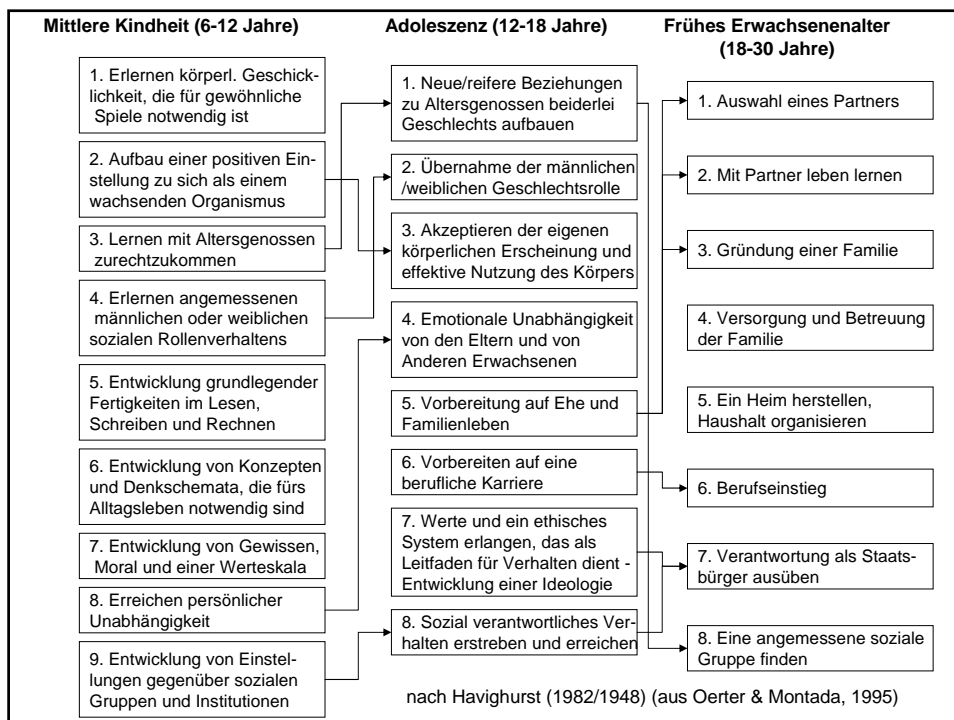 Mittlere Kindheit (6-12 Jahre)
1. Erlernen körperl. Geschick-
lichkeit, die für gewöhnliche
Spiele notwendig ist
2. Aufbau einer positiven Ein-
stellung zu sich als einem
wachsenden Organismus
3. Lernen mit Altersgenossen
zurechtzukommen
4. Erlernen angemessenen
männlichen oder weiblichen
sozialen Rollenverhaltens
5. Entwicklung grundlegender
Fertigkeiten im Lesen,
Schreiben und Rechnen
6. Entwicklung von Konzepten
und Denkschemata, die fürs
Alltagsleben notwendig sind
7. Entwicklung von Gewissen,
Moral und einer Werteskala
8. Erreichen persönlicher
Unabhängigkeit
9. Entwicklung von Einstel-
lungen gegenüber sozialen
Gruppen und Institutionen
Adoleszenz (12-18 Jahre)
1. Neue/reifere Beziehungen
zu Altersgenossen beiderlei
Geschlechts aufbauen
2. Übernahme der männlichen
/weiblichen Geschlechtsrolle
3. Akzeptieren der eigenen
körperlichen Erscheinung und
effektive Nutzung des Körpers
4. Emotionale Unabhängigkeit
von den Eltern und von
Anderen Erwachsenen
5. Vorbereitung auf Ehe und
Familienleben
6. Vorbereiten auf eine
berufliche Karriere
7. Werte und ein ethisches
System erlangen, das als
Leitfaden für Verhalten dient -
Entwicklung einer Ideologie
8. Sozial verantwortliches Ver-
halten erstreben und erreichen
Frühes Erwachsenenalter
(18-30 Jahre)
1. Auswahl eines Partners
2. Mit Partner leben lernen
3. Gründung einer Familie
4. Versorgung und Betreuung
der Familie
5. Ein Heim herstellen,
Haushalt organisieren
6. Berufseinstieg
7. Verantwortung als Staats-
bürger ausüben
8. Eine angemessene soziale
Gruppe finden
nach Havighurst (1982/1948) (aus Oerter & Montada, 1995)